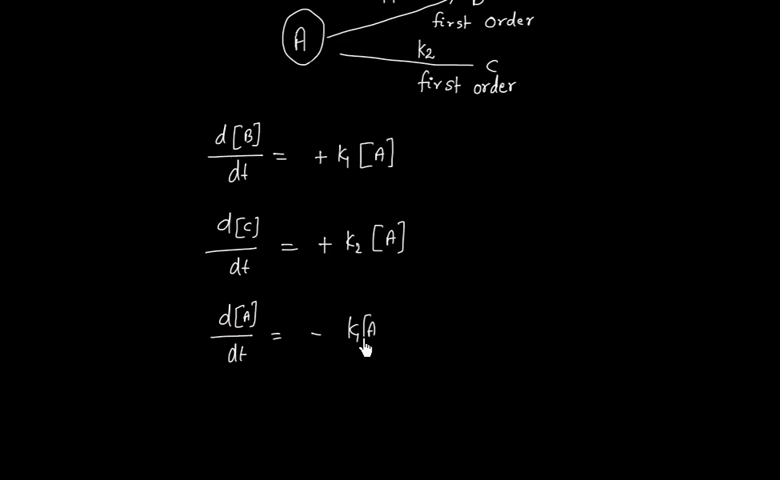 first order
A
k₂
C
first order
d[B]/dt = + k₁ [A]
d[C]/dt = + k₂ [A]
d[A]/dt = - k₁[A